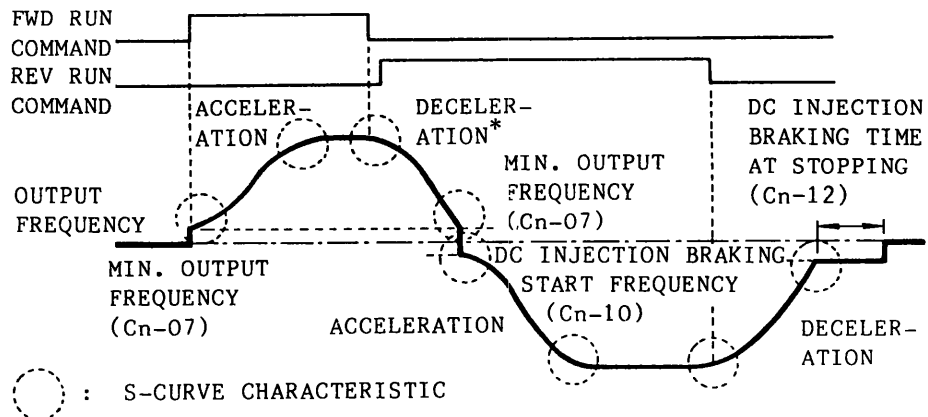 FWD RUN
COMMAND
REV RUN
COMMAND
ACCELER-
ATION
DECELER-
ATION*
DC INJECTION
BRAKING TIME
AT STOPPING
(Cn-12)
MIN. OUTPUT
FREQUENCY
(Cn-07)
OUTPUT
FREQUENCY
MIN. OUTPUT
FREQUENCY
(Cn-07)
DC INJECTION BRAKING
START FREQUENCY
(Cn-10)
ACCELERATION
DECELER-
ATION
: S-CURVE CHARACTERISTIC